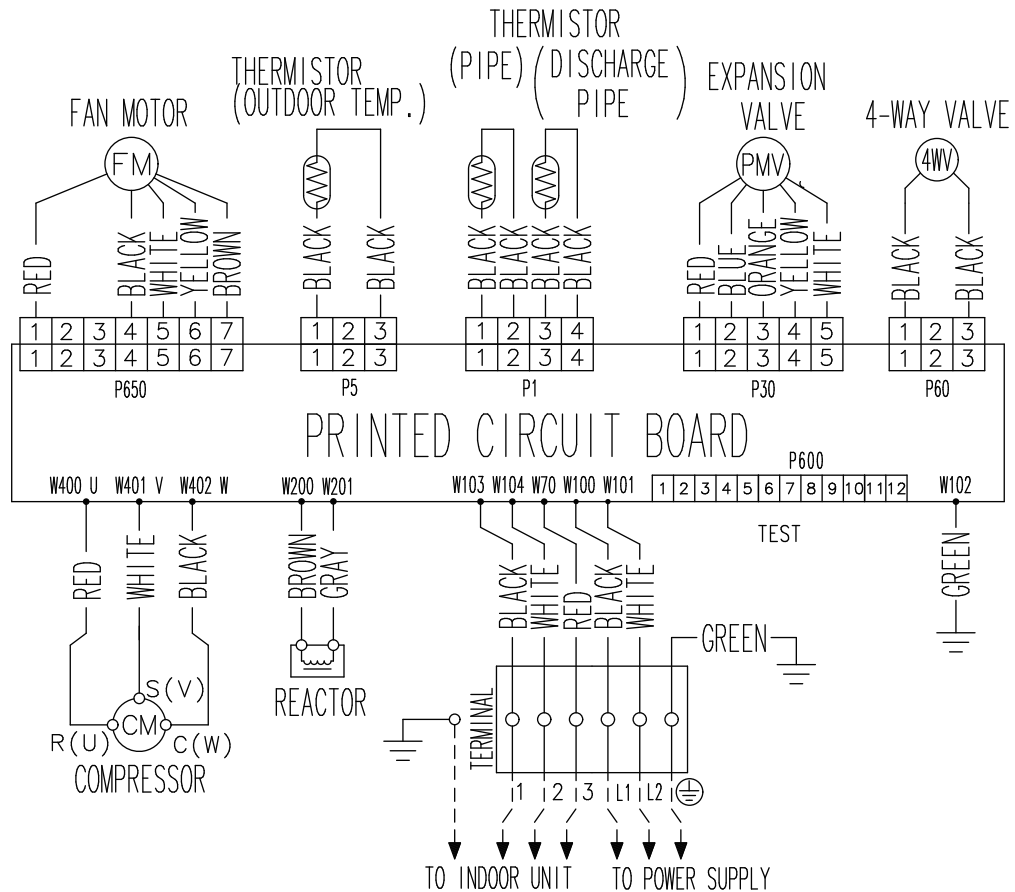 THERMISTOR
(PIPE) (DISCHARGE PIPE)
THERMISTOR
(OUTDOOR TEMP.)
EXPANSION
VALVE
FAN MOTOR
4-WAY VALVE
FM
PMV
4WV
RED BLACK WHITE YELLOW BROWN
BLACK BLACK
BLACK BLACK BLACK BLACK
RED BLUE ORANGE YELLOW WHITE
BLACK BLACK
1 2 3 4 5 6 7
1 2 3 4 5 6 7
P650
1 2 3
1 2 3
P5
1 2 3 4
1 2 3 4
P1
1 2 3 4 5
1 2 3 4 5
P30
1 2 3
1 2 3
P60
PRINTED CIRCUIT BOARD
W400 U W401 V W402 W
W200 W201
W103 W104 W70 W100 W101
P600
1 2 3 4 5 6 7 8 9 10 11 12
TEST
W102
RED WHITE BLACK
BROWN GRAY
BLACK WHITE RED BLACK WHITE
GREEN
GREEN
S(V)
CM
R(U)
C(W)
COMPRESSOR
REACTOR
TERMINAL
1 2 3 L1 L2
TO INDOOR UNIT
TO POWER SUPPLY